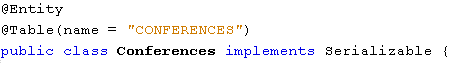 @Entity
@Table(name = "CONFERENCES")
public class Conferences implements Serializable {